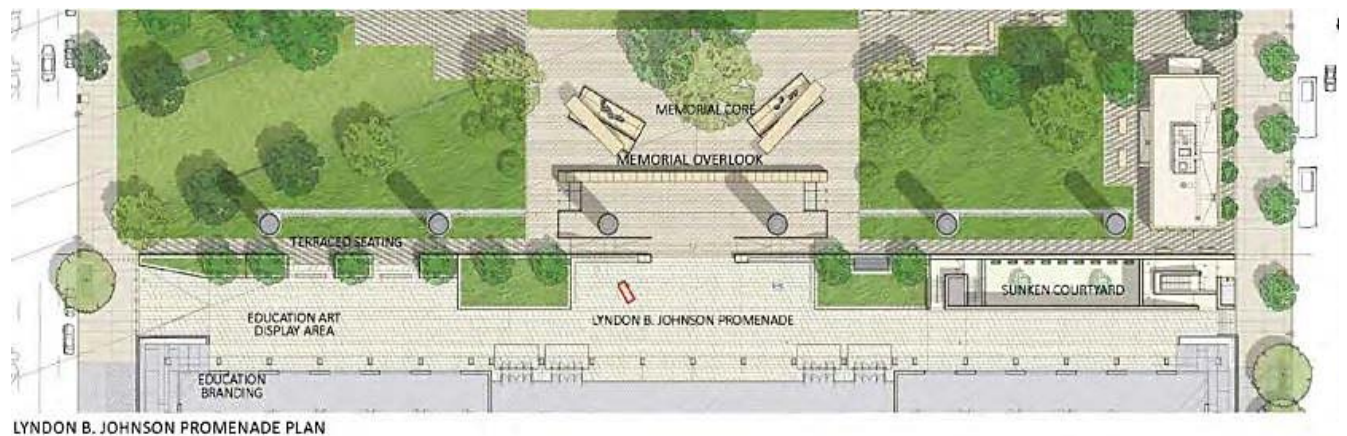 MEMORIAL CORE
MEMORIAL OVERLOOK
TERRACED SEATING
SUNKEN COURTYARD
EDUCATION ART
DISPLAY AREA
LYNDON B. JOHNSON PROMENADE
EDUCATION
BRANDING
LYNDON B. JOHNSON PROMENADE PLAN